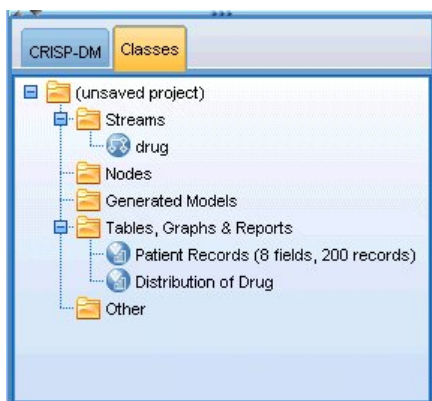 CRISP-DM Classes
(unsaved project)
Streams
drug
Nodes
Generated Models
Tables, Graphs & Reports
Patient Records (8 fields, 200 records)
Distribution of Drug
Other